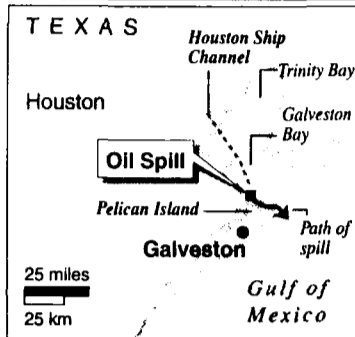 TEXAS
Houston Ship
Channel
Trinity Bay
Houston
Galveston
Bay
Oil Spill
Pelican Island
Path of
spill
Galveston
25 miles
25 km
Gulf of
Mexico